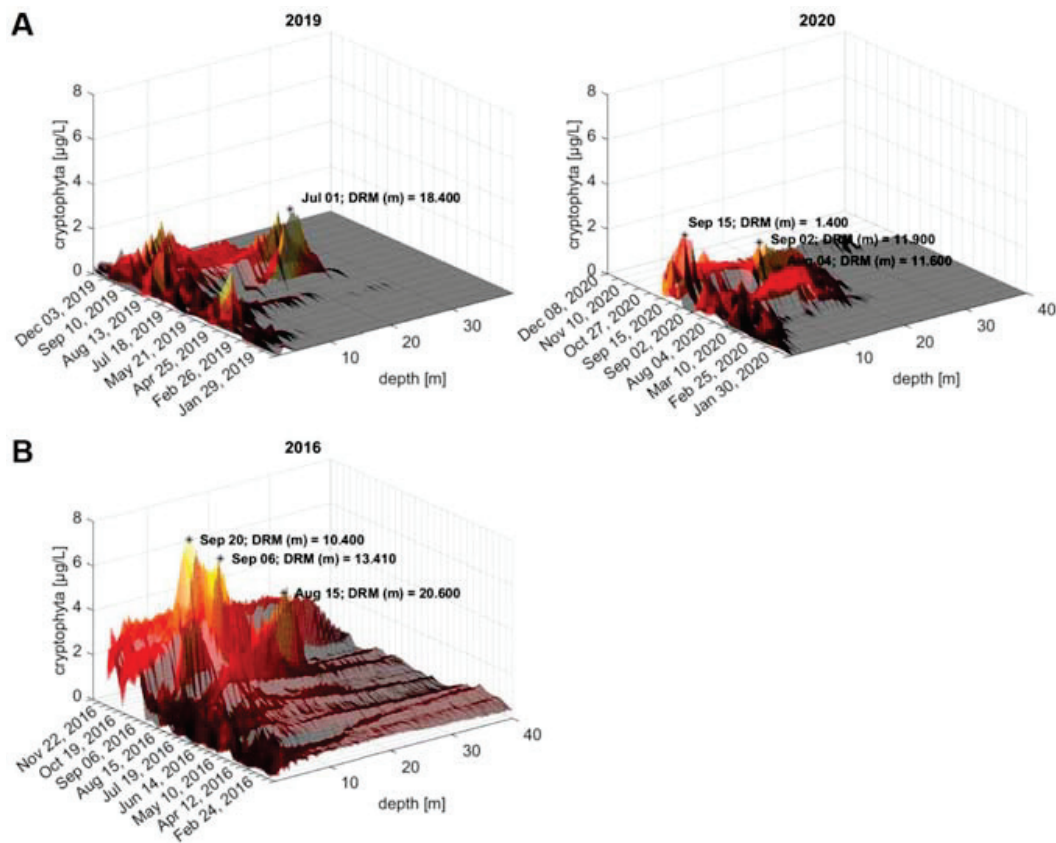 A
2019
8
6
4
2
0
cryptophyta [µg/L]
Jul 01; DRM (m) = 18.400
Dec 03, 2019
Sep 10, 2019
Aug 13, 2019
Jul 18, 2019
May 21, 2019
Apr 25, 2019
Feb 26, 2019
Jan 29, 2019
10
20
30
depth [m]
2020
8
6
4
2
0
cryptophyta [µg/L]
Sep 15; DRM (m) = 1.400
Sep 02; DRM (m) = 11.900
Aug 04; DRM (m) = 11.600
Dec 08, 2020
Nov 10, 2020
Oct 27, 2020
Sep 15, 2020
Sep 02, 2020
Aug 04, 2020
Mar 10, 2020
Feb 25, 2020
Jan 30, 2020
10
20
30
40
depth [m]
B
2016
8
6
4
2
0
cryptophyta [µg/L]
Sep 20; DRM (m) = 10.400
Sep 06; DRM (m) = 13.410
Aug 15; DRM (m) = 20.600
Nov 22, 2016
Oct 19, 2016
Sep 06, 2016
Aug 15, 2016
Jul 19, 2016
Jun 14, 2016
May 10, 2016
Apr 12, 2016
Feb 24, 2016
10
20
30
40
depth [m]